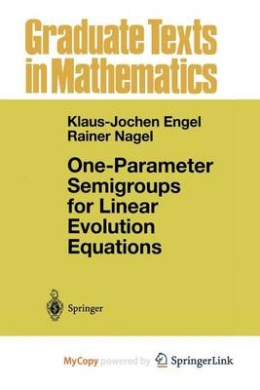 Graduate Texts
in Mathematics
Klaus-Jochen Engel
Rainer Nagel
One-Parameter
Semigroups
for Linear
Evolution
Equations
Springer
MyCopy powered by SpringerLink